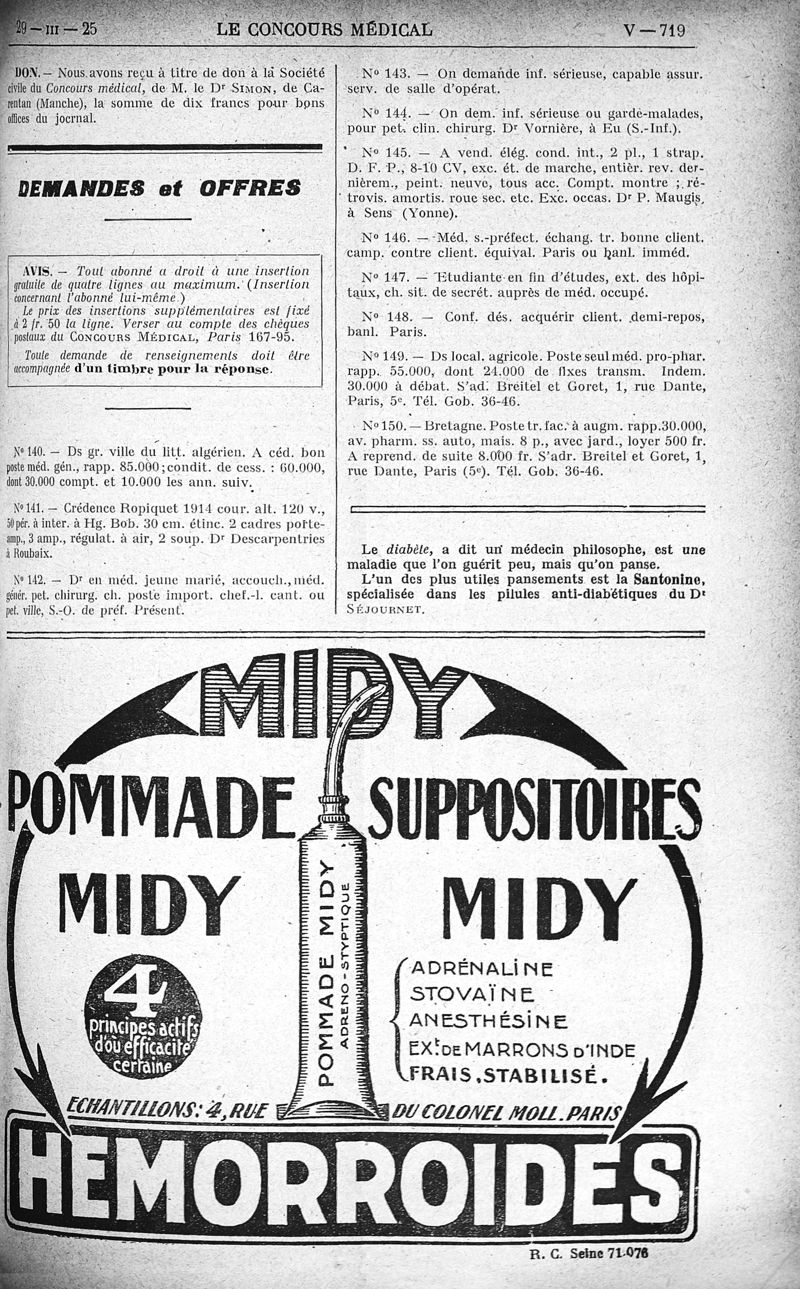 29 — III — 25
LE CONCOURS MÉDICAL
V — 719
DON. — Nous avons reçu à titre de don à la Société
civile du Concours médical, de M. le Dr SIMON, de Ca-
rentan (Manche), la somme de dix francs pour bons
offices du journal.
DEMANDES et OFFRES
AVIS. — Tout abonné a droit à une insertion
gratuite de quatre lignes au maximum. (Insertion
concernant l'abonné lui-même.)
Le prix des insertions supplémentaires est fixé
à 2 fr. 50 la ligne. Verser au compte des chèques
postaux du CONCOURS MÉDICAL, Paris 167-95.
Toute demande de renseignements doit être
accompagnée d'un timbre pour la réponse.
No 140. — Ds gr. ville du litt. algérien. A céd. bon
poste méd. gén., rapp. 85.000; condit. de cess. : 60.000,
dont 30.000 compt. et 10.000 les ann. suiv.
No 141. — Crédence Ropiquet 1914 cour. alt. 120 v.,
50 pér. à inter. à Hg. Bob. 30 cm. étinc. 2 cadres porte-
amp., 3 amp., régulat. à air, 2 soup. Dr Descarpentries
à Roubaix.
No 142. — Dr en méd. jeune marié, accouch., méd.
génér. pet. chirurg. ch. poste import. chef.-l. cant. ou
pet. ville, S.-O. de préf. Présent.
No 143. — On demande inf. sérieuse, capable assur.
serv. de salle d'opérat.
No 144. — On dem. inf. sérieuse ou garde-malades,
pour pet. clin. chirurg. Dr Vornière, à Eu (S.-Inf.).
No 145. — A vend. élég. cond. int., 2 pl., 1 strap.
D. F. P., 8-10 CV, exc. ét. de marche, entièr. rev. der-
nièrem., peint. neuve, tous acc. Compt. montre ; ré-
trovis. amortis. roue sec. etc. Exc. occas. Dr P. Maugis,
à Sens (Yonne).
No 146. — Méd. s.-préfect. échang. tr. bonne client.
camp. contre client. équival. Paris ou banl. imméd.
No 147. — Etudiante en fin d'études, ext. des hôpi-
taux, ch. sit. de secrét. auprès de méd. occupé.
No 148. — Conf. dés. acquérir client. demi-repos,
banl. Paris.
No 149. — Ds local. agricole. Poste seul méd. pro-phar.
rapp. 55.000, dont 24.000 de fixes transm. Indem.
30.000 à débat. S'ad. Breitel et Goret, 1, rue Dante,
Paris, 5e. Tél. Gob. 36-46.
No 150. — Bretagne. Poste tr. fac. à augm. rapp. 30.000,
av. pharm. ss. auto, mais. 8 p., avec jard., loyer 500 fr.
A reprend. de suite 8.000 fr. S'adr. Breitel et Goret, 1,
rue Dante, Paris (5e). Tél. Gob. 36-46.
Le diabète, a dit un médecin philosophe, est une
maladie que l'on guérit peu, mais qu'on panse.
L'un des plus utiles pansements est la Santonine,
spécialisée dans les pilules anti-diabétiques du Dr
SÉJOURNET.
MIDY
POMMADE
MIDY
SUPPOSITOIRES
MIDY
POMMADE MIDY
ADRENO-STYPTIQUE
4
principes actifs
d'où efficacité
certaine
ADRÉNALINE
STOVAÏNE
ANESTHÉSINE
EXt. DE MARRONS D'INDE
FRAIS, STABILISÉ.
ECHANTILLONS: 4, RUE DU COLONEL MOLL. PARIS
HÉMORROIDES
R. C. Seine 71.076